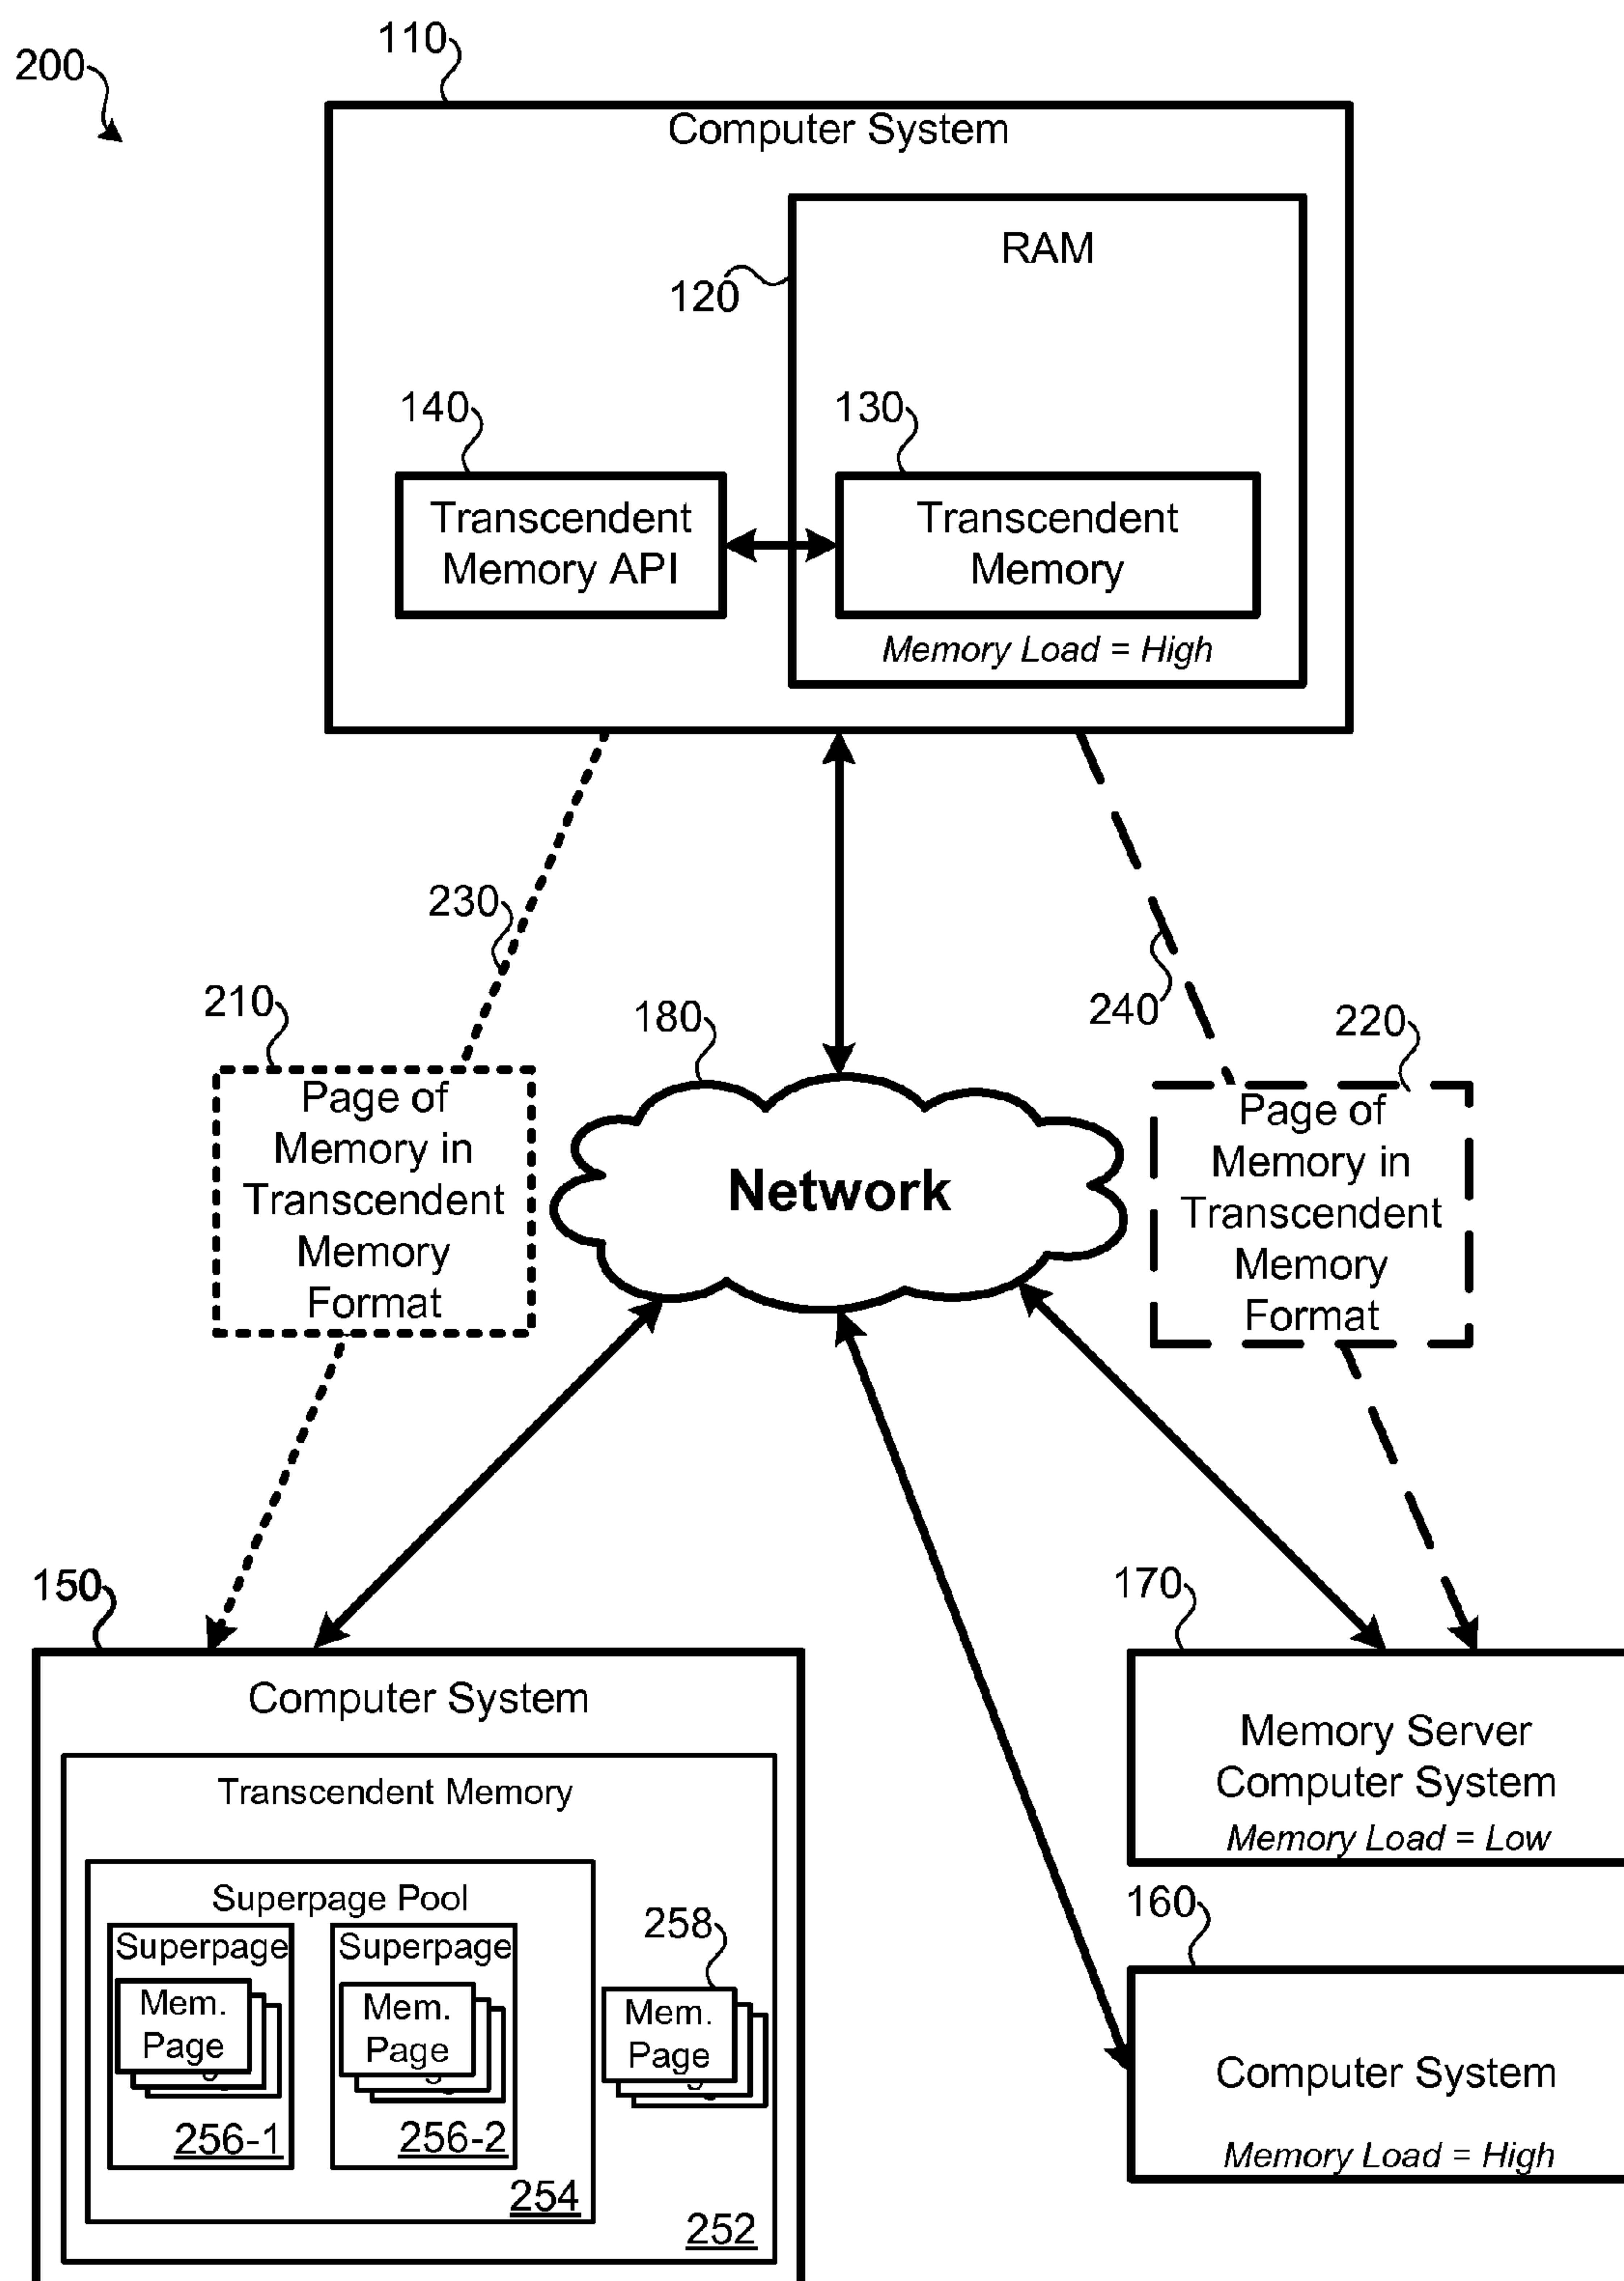 200
110
Computer System
RAM
120
140
130
Transcendent
Memory API
Transcendent
Memory
Memory Load = High
230
240
210
180
220
Page of
Memory in
Transcendent
Memory
Format
Network
Page of
Memory in
Transcendent
Memory
Format
150
170
Computer System
Memory Server
Computer System
Memory Load = Low
Transcendent Memory
Superpage Pool
160
Superpage
Superpage
258
Mem.
Page
Mem.
Page
Mem.
Page
256-1
256-2
254
252
Computer System
Memory Load = High